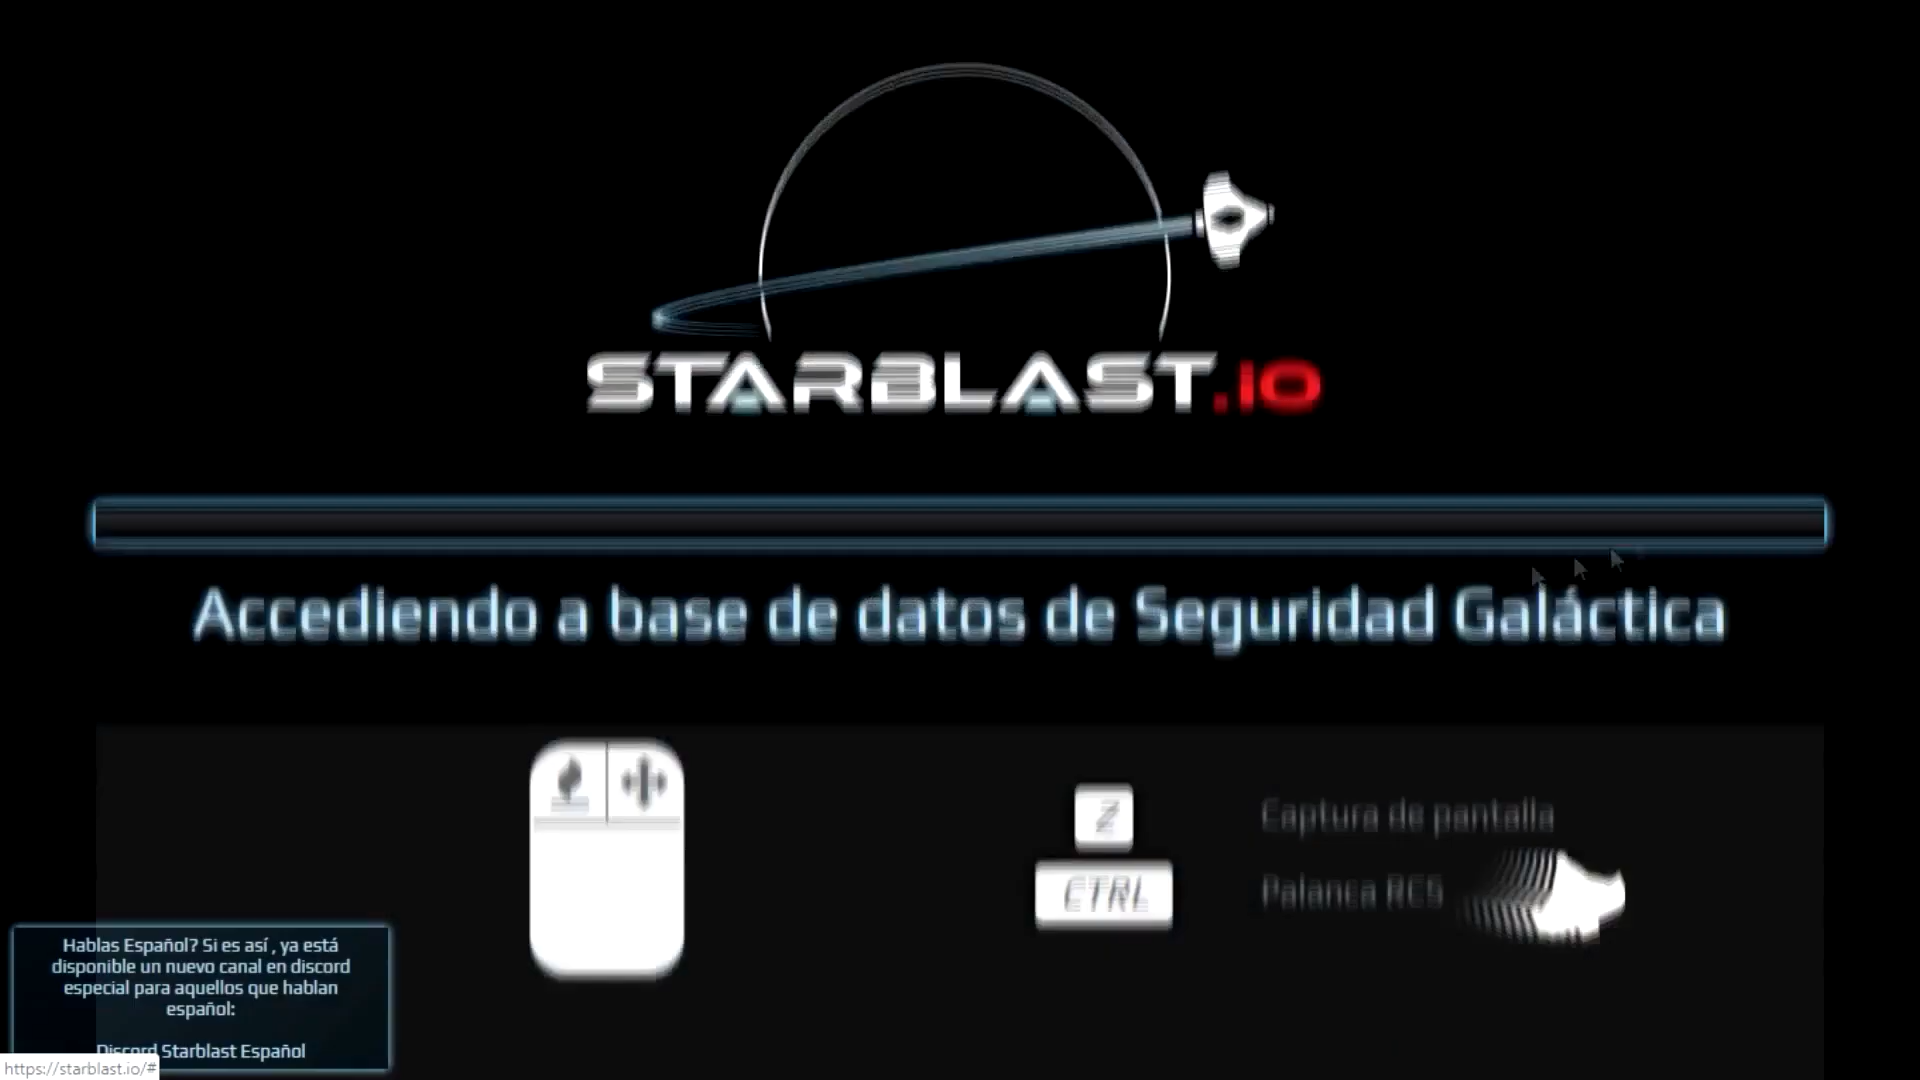 STARBLAST.io
Accediendo a base de datos de Seguridad Galáctica
Z
Captura de pantalla
CTRL
Palanca RCS
Hablas Español? Si es así , ya está
disponible un nuevo canal en discord
especial para aquellos que hablan
español:
Discord Starblast Español
https://starblast.io/#